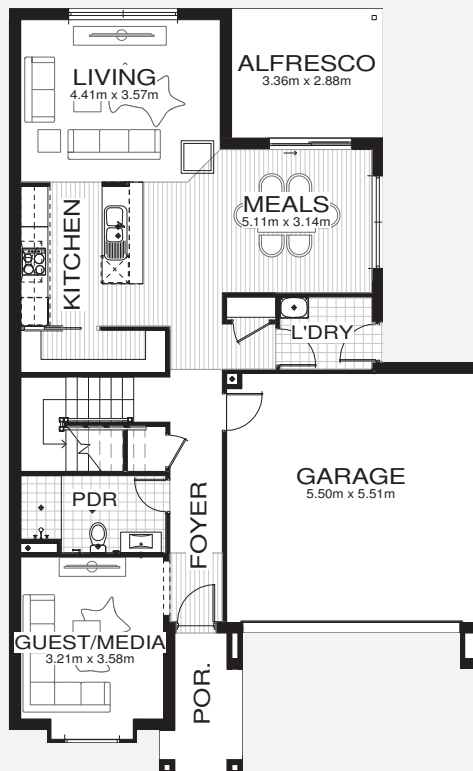 LIVING
4.41m x 3.57m
ALFRESCO
3.36m x 2.88m
KITCHEN
MEALS
5.11m x 3.14m
L'DRY
GARAGE
5.50m x 5.51m
PDR
FOYER
GUEST/MEDIA
3.21m x 3.58m
POR.